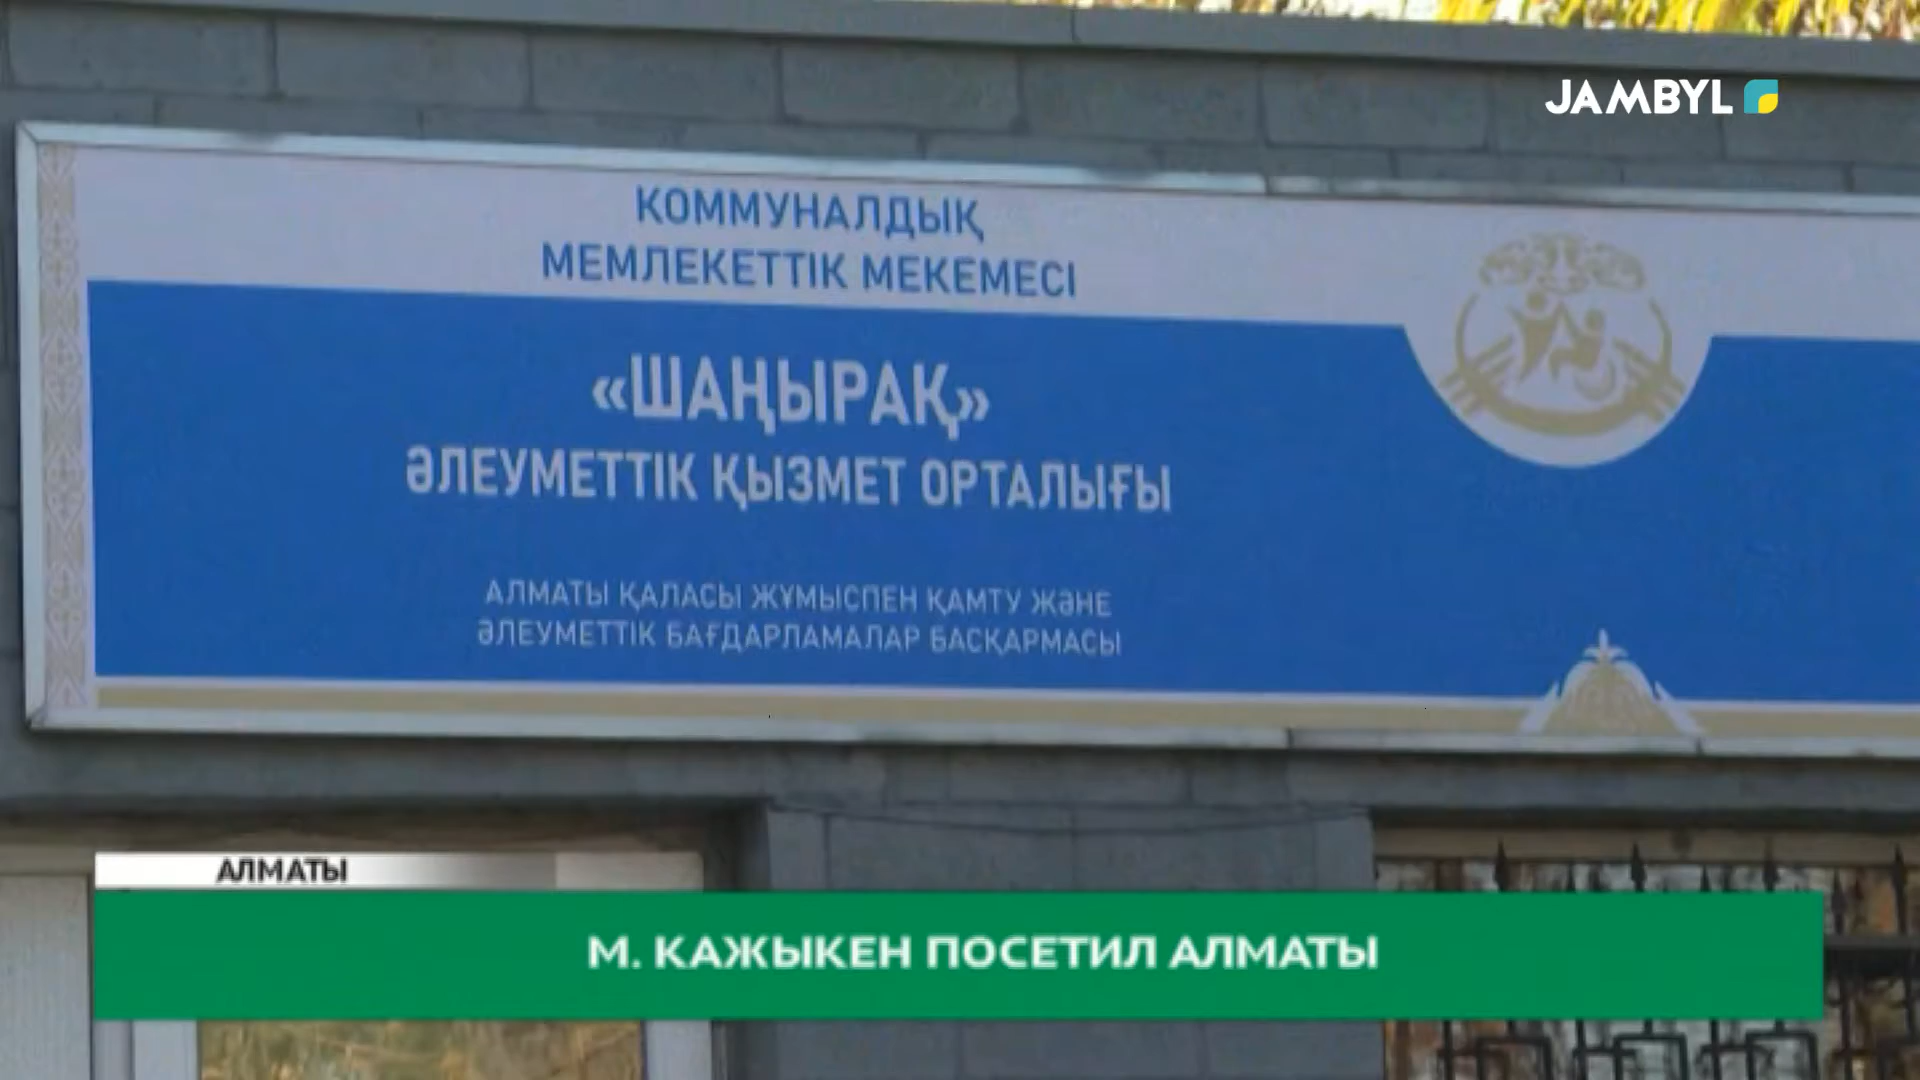 JAMBYL
КОММУНАЛДЫҚ
МЕМЛЕКЕТТІК МЕКЕМЕСІ
«ШАҢЫРАҚ»
ӘЛЕУМЕТТІК ҚЫЗМЕТ ОРТАЛЫҒЫ
АЛМАТЫ ҚАЛАСЫ ЖҰМЫСПЕН ҚАМТУ ЖӘНЕ
ӘЛЕУМЕТТІК БАҒДАРЛАМАЛАР БАСҚАРМАСЫ
АЛМАТЫ
М. КАЖЫКЕН ПОСЕТИЛ АЛМАТЫ